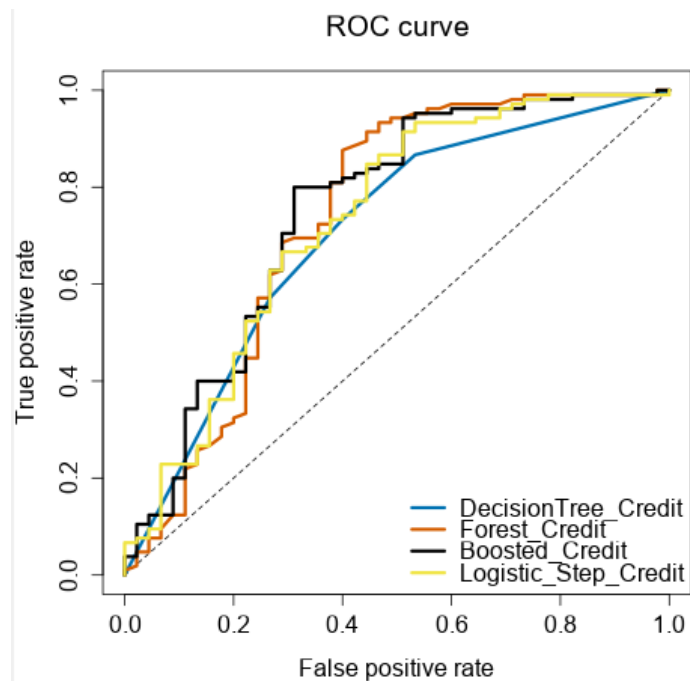 ROC curve
True positive rate
1.0
0.8
0.6
0.4
0.2
0.0
DecisionTree_Credit
Forest_Credit
Boosted_Credit
Logistic_Step_Credit
0.0 0.2 0.4 0.6 0.8 1.0
False positive rate